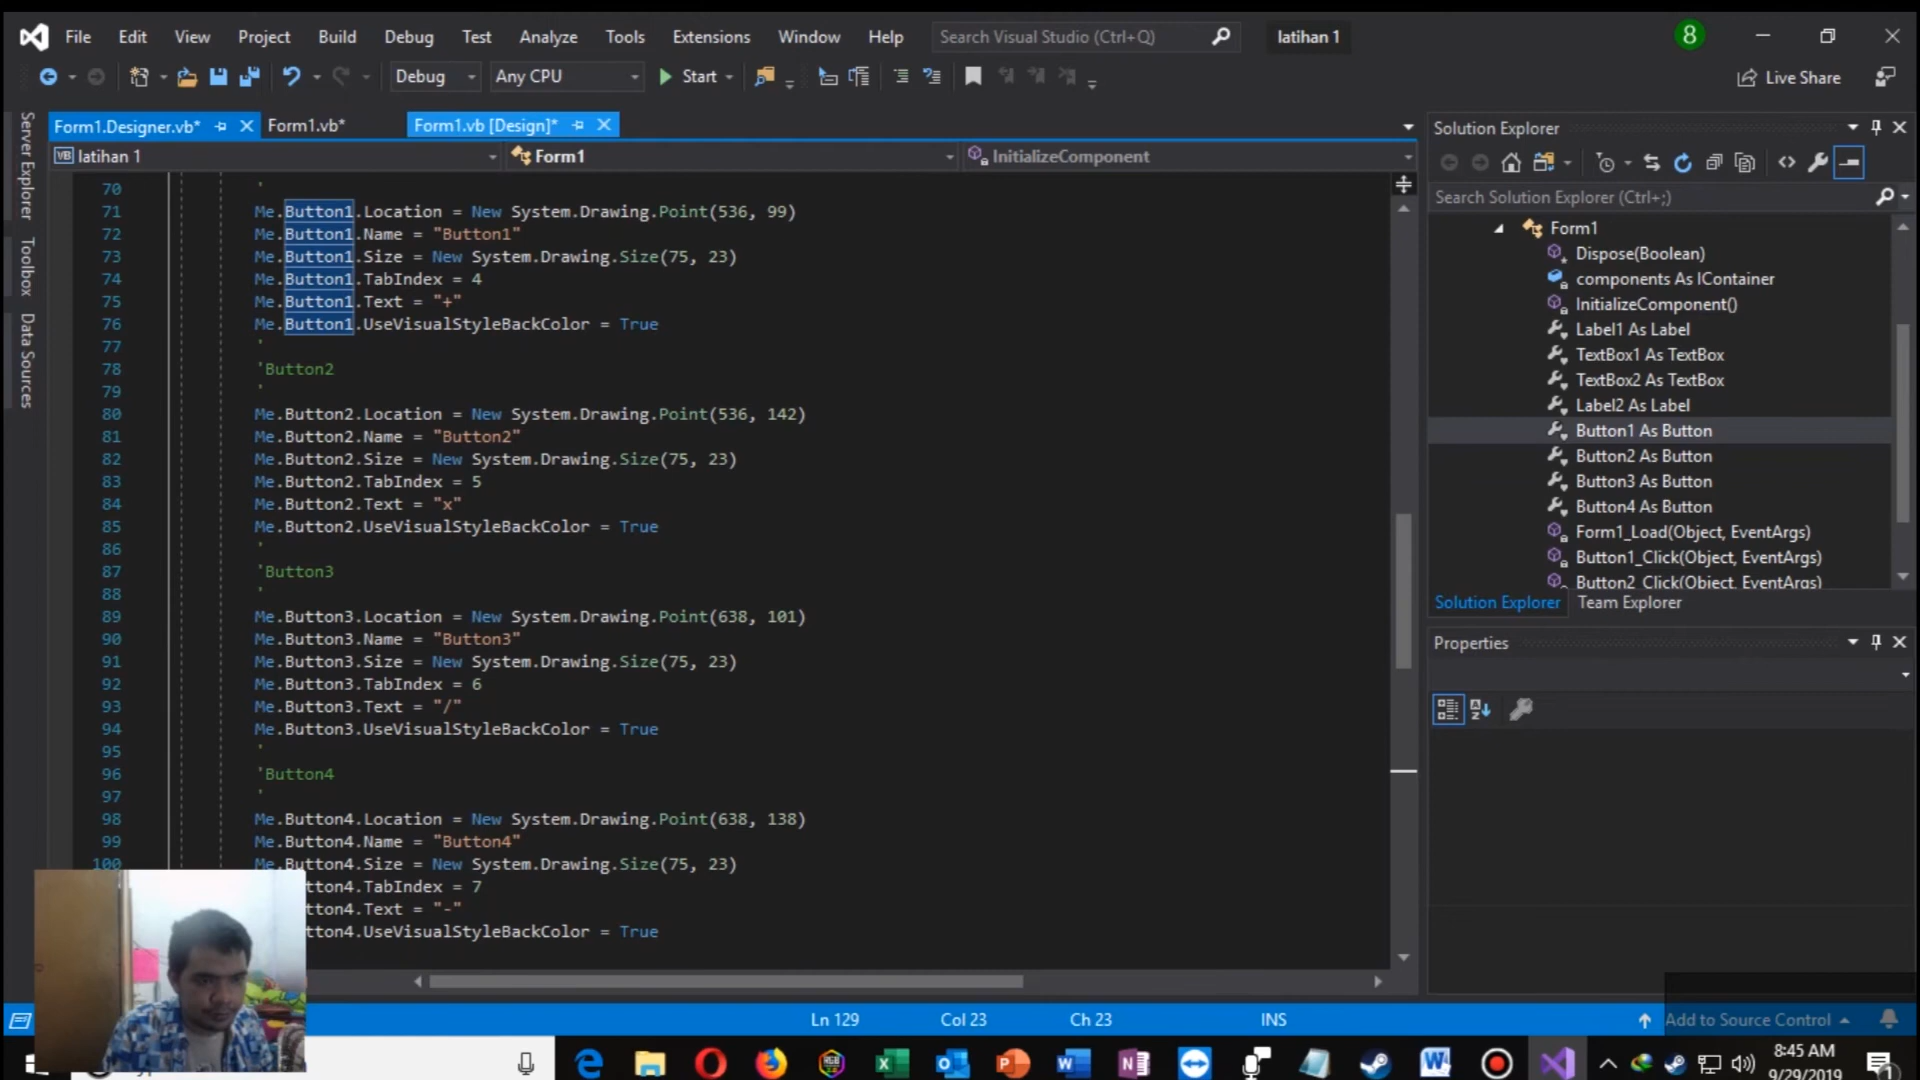 File Edit View Project Build Debug Test Analyze Tools Extensions Window Help Search Visual Studio (Ctrl+Q) latihan 1 8
Debug Any CPU Start Live Share
Form1.Designer.vb* Form1.vb* Form1.vb [Design]*
VB latihan 1 Form1 InitializeComponent
Server Explorer
Toolbox
Data Sources
70 '
71 Me.Button1.Location = New System.Drawing.Point(536, 99)
72 Me.Button1.Name = "Button1"
73 Me.Button1.Size = New System.Drawing.Size(75, 23)
74 Me.Button1.TabIndex = 4
75 Me.Button1.Text = "+"
76 Me.Button1.UseVisualStyleBackColor = True
77 '
78 'Button2
79 '
80 Me.Button2.Location = New System.Drawing.Point(536, 142)
81 Me.Button2.Name = "Button2"
82 Me.Button2.Size = New System.Drawing.Size(75, 23)
83 Me.Button2.TabIndex = 5
84 Me.Button2.Text = "x"
85 Me.Button2.UseVisualStyleBackColor = True
86 '
87 'Button3
88 '
89 Me.Button3.Location = New System.Drawing.Point(638, 101)
90 Me.Button3.Name = "Button3"
91 Me.Button3.Size = New System.Drawing.Size(75, 23)
92 Me.Button3.TabIndex = 6
93 Me.Button3.Text = "/"
94 Me.Button3.UseVisualStyleBackColor = True
95 '
96 'Button4
97 '
98 Me.Button4.Location = New System.Drawing.Point(638, 138)
99 Me.Button4.Name = "Button4"
100 Me.Button4.Size = New System.Drawing.Size(75, 23)
tton4.TabIndex = 7
tton4.Text = "-"
tton4.UseVisualStyleBackColor = True
Solution Explorer
Search Solution Explorer (Ctrl+;)
Form1
Dispose(Boolean)
components As IContainer
InitializeComponent()
Label1 As Label
TextBox1 As TextBox
TextBox2 As TextBox
Label2 As Label
Button1 As Button
Button2 As Button
Button3 As Button
Button4 As Button
Form1_Load(Object, EventArgs)
Button1_Click(Object, EventArgs)
Button2_Click(Object, EventArgs)
Solution Explorer Team Explorer
Properties
Ln 129 Col 23 Ch 23 INS Add to Source Control
8:45 AM
9/29/2019